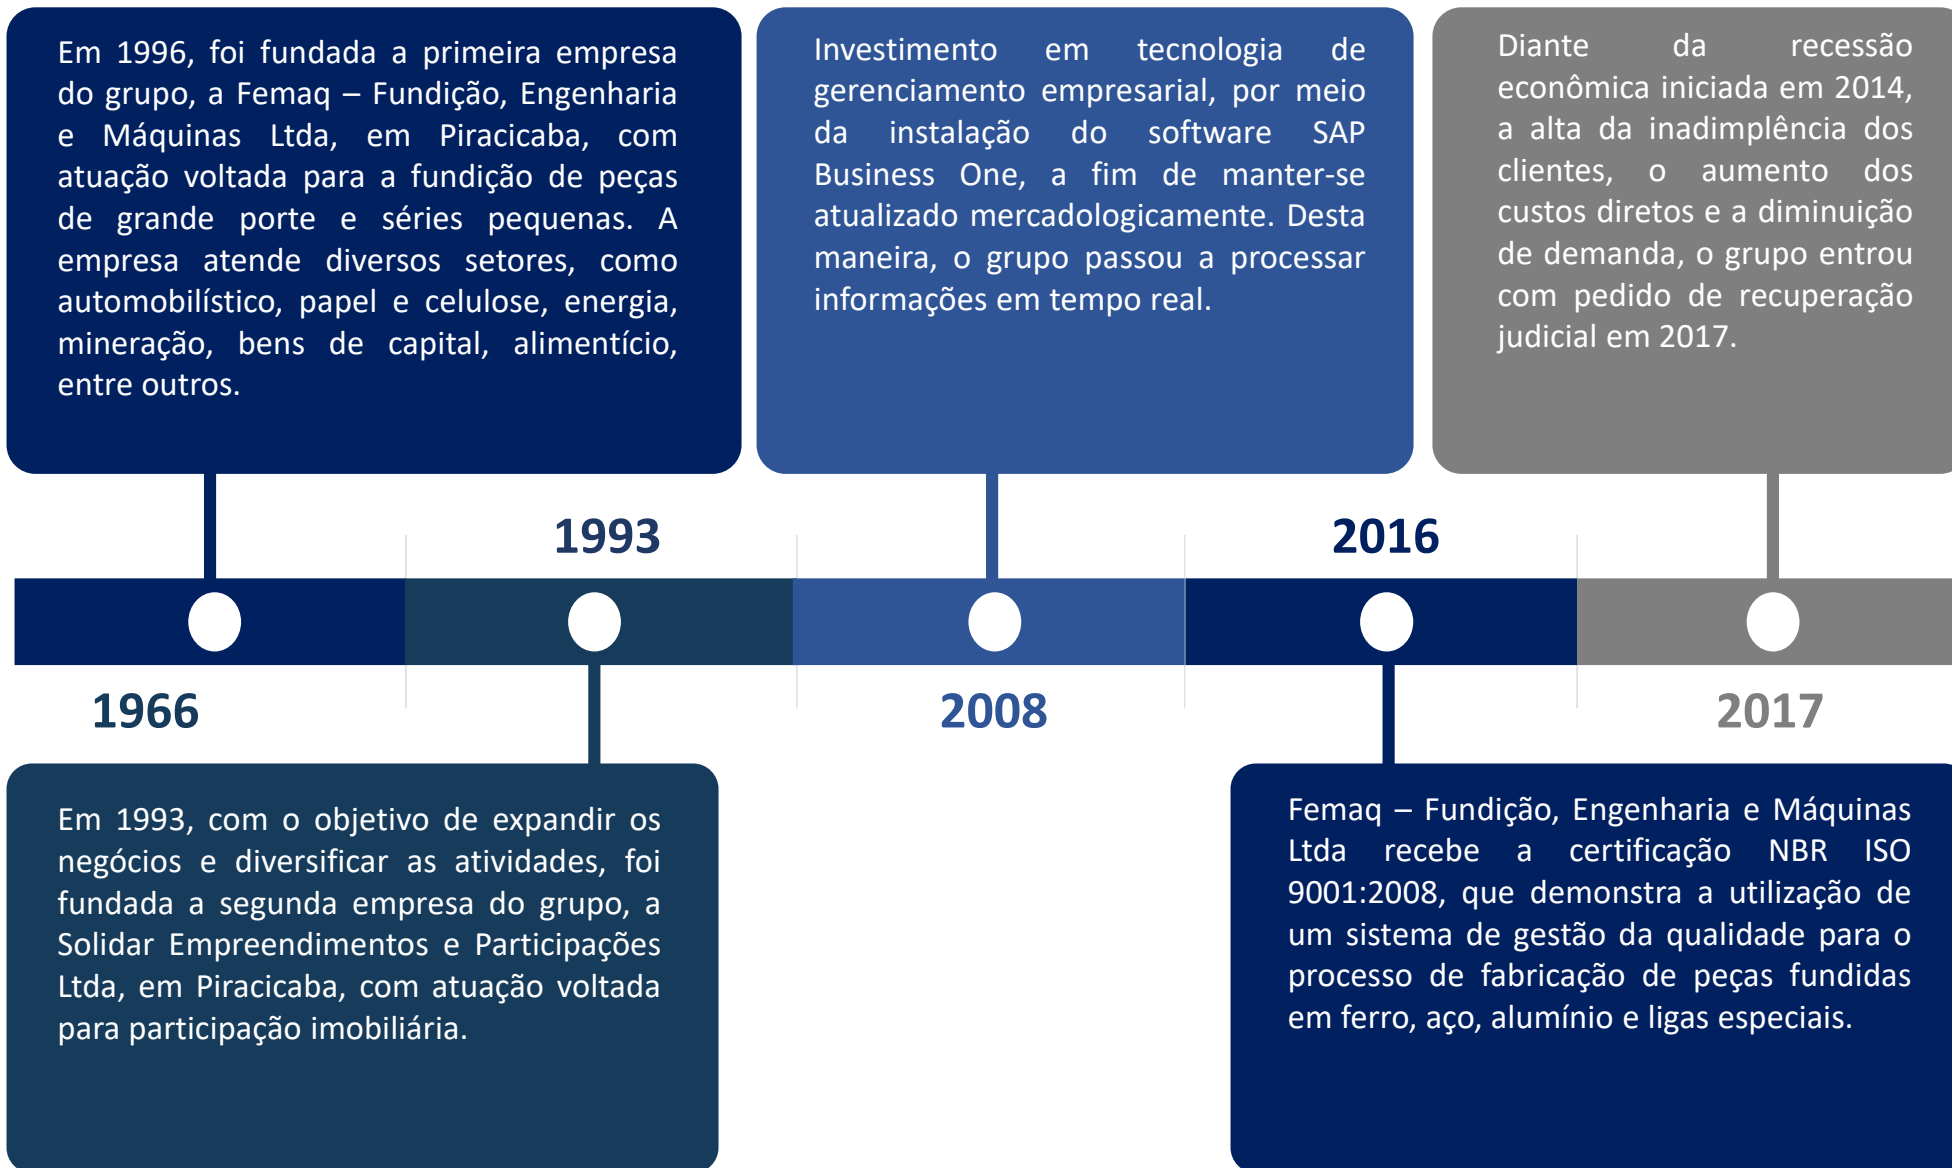 Em 1996, foi fundada a primeira empresa
do grupo, a Femaq – Fundição, Engenharia
e Máquinas Ltda, em Piracicaba, com
atuação voltada para a fundição de peças
de grande porte e séries pequenas. A
empresa atende diversos setores, como
automobilístico, papel e celulose, energia,
mineração, bens de capital, alimentício,
entre outros.
Investimento em tecnologia de
gerenciamento empresarial, por meio
da instalação do software SAP
Business One, a fim de manter-se
atualizado mercadologicamente. Desta
maneira, o grupo passou a processar
informações em tempo real.
Diante da recessão
econômica iniciada em 2014,
a alta da inadimplência dos
clientes, o aumento dos
custos diretos e a diminuição
de demanda, o grupo entrou
com pedido de recuperação
judicial em 2017.
1993
2016
1966
2008
2017
Em 1993, com o objetivo de expandir os
negócios e diversificar as atividades, foi
fundada a segunda empresa do grupo, a
Solidar Empreendimentos e Participações
Ltda, em Piracicaba, com atuação voltada
para participação imobiliária.
Femaq – Fundição, Engenharia e Máquinas
Ltda recebe a certificação NBR ISO
9001:2008, que demonstra a utilização de
um sistema de gestão da qualidade para o
processo de fabricação de peças fundidas
em ferro, aço, alumínio e ligas especiais.